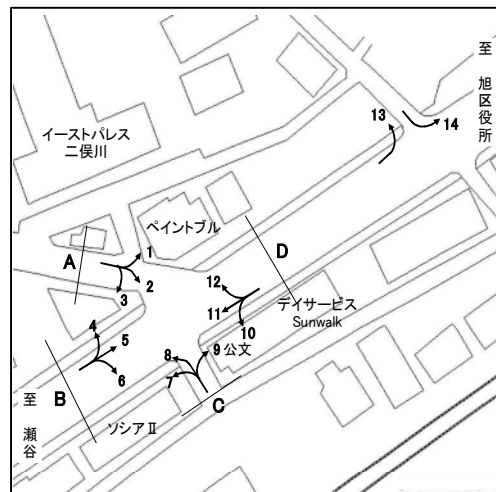 至
旭
区
役
所
13
14
イーストパレス
二俣川
ペイントプル
A
1
2
3
D
12
11
10
デイサービス
Sunwalk
4
5
6
8
9
公文
7
C
B
ソシアⅡ
至
瀬
谷